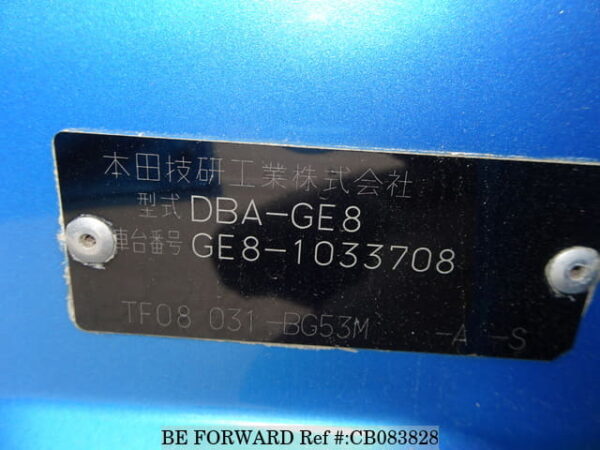 本田技研工業株式会社
型式 DBA-GE8
車台番号 GE8-1033708
TF08 031-BG53M -A -S
BE FORWARD Ref #:CB083828